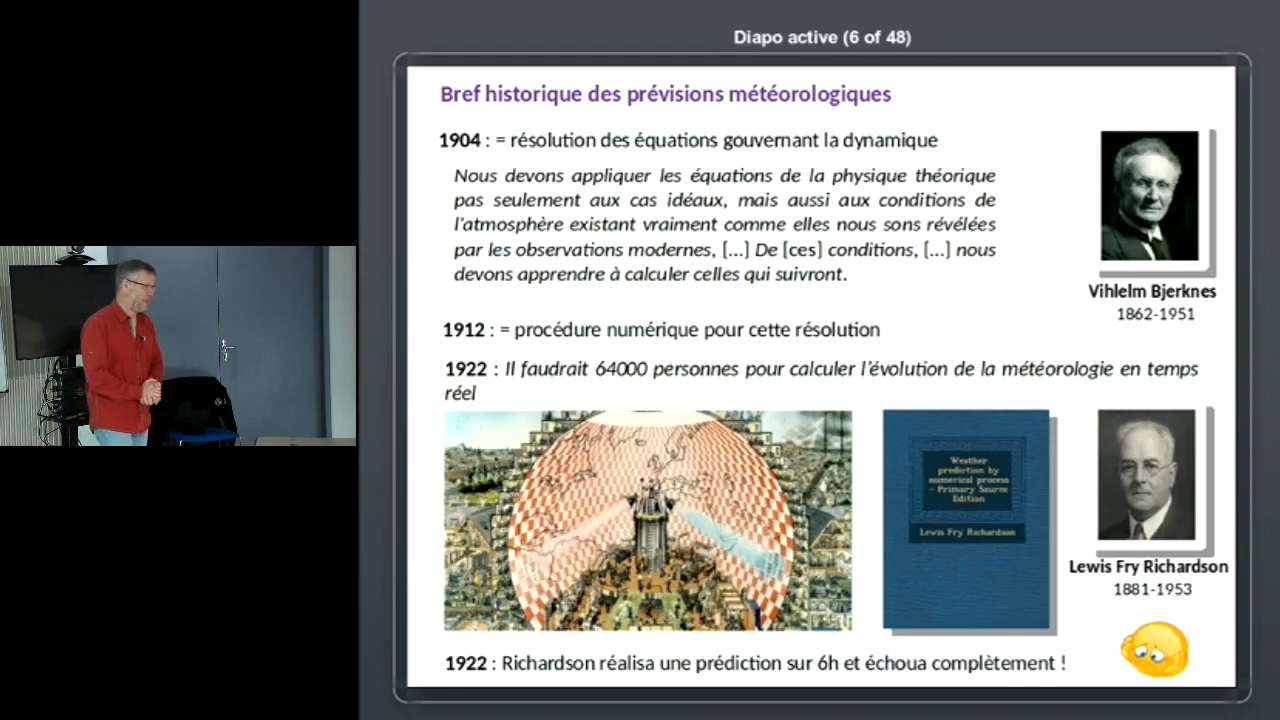 Diapo active (6 of 48)
Bref historique des prévisions météorologiques
1904 : = résolution des équations gouvernant la dynamique
Nous devons appliquer les équations de la physique théorique
pas seulement aux cas idéaux, mais aussi aux conditions de
l'atmosphère existant vraiment comme elles nous sons révélées
par les observations modernes, [...] De [ces] conditions, [...] nous
devons apprendre à calculer celles qui suivront.
Vihlelm Bjerknes
1862-1951
1912 : = procédure numérique pour cette résolution
1922 : Il faudrait 64000 personnes pour calculer l'évolution de la météorologie en temps
réel
Weather
prediction by
numerical process
- Primary Source
Edition
Lewis Fry Richardson
Lewis Fry Richardson
1881-1953
1922 : Richardson réalisa une prédiction sur 6h et échoua complètement !